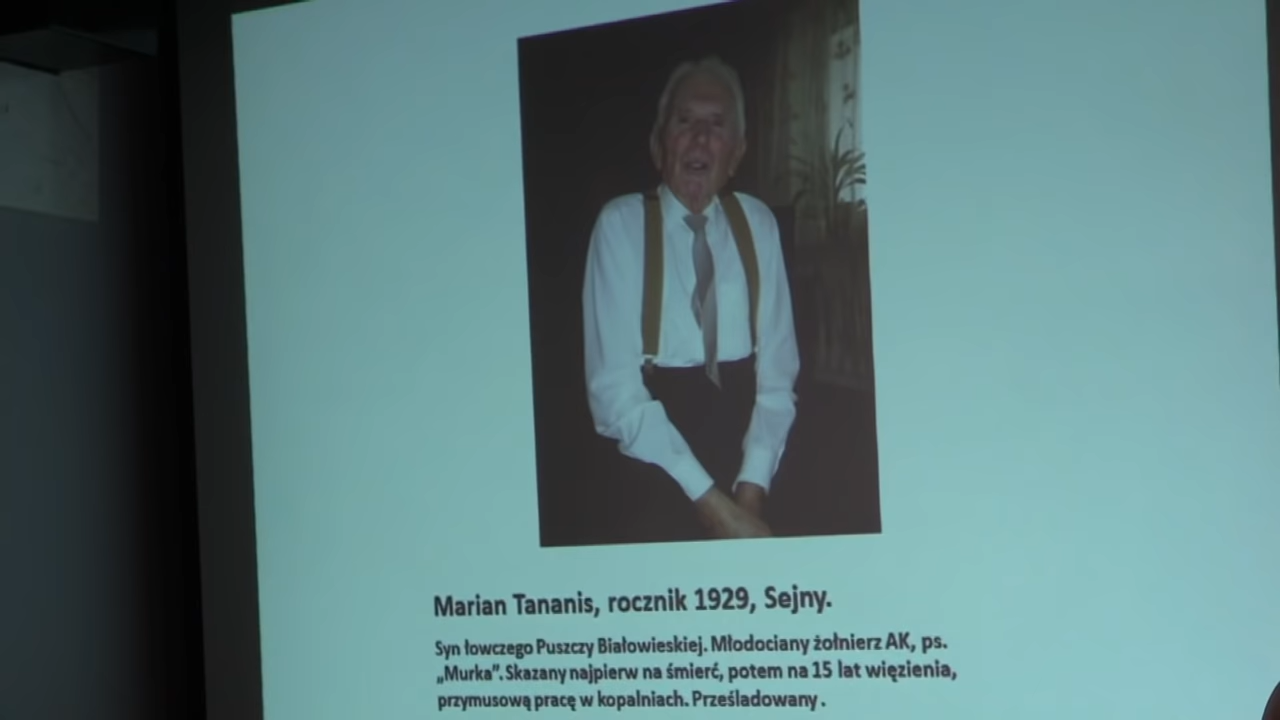 Marian Tananis, rocznik 1929, Sejny.
Syn łowczego Puszczy Białowieskiej. Młodociany żołnierz AK, ps.
„Murka”. Skazany najpierw na śmierć, potem na 15 lat więzienia,
przymusową pracę w kopalniach. Prześladowany .